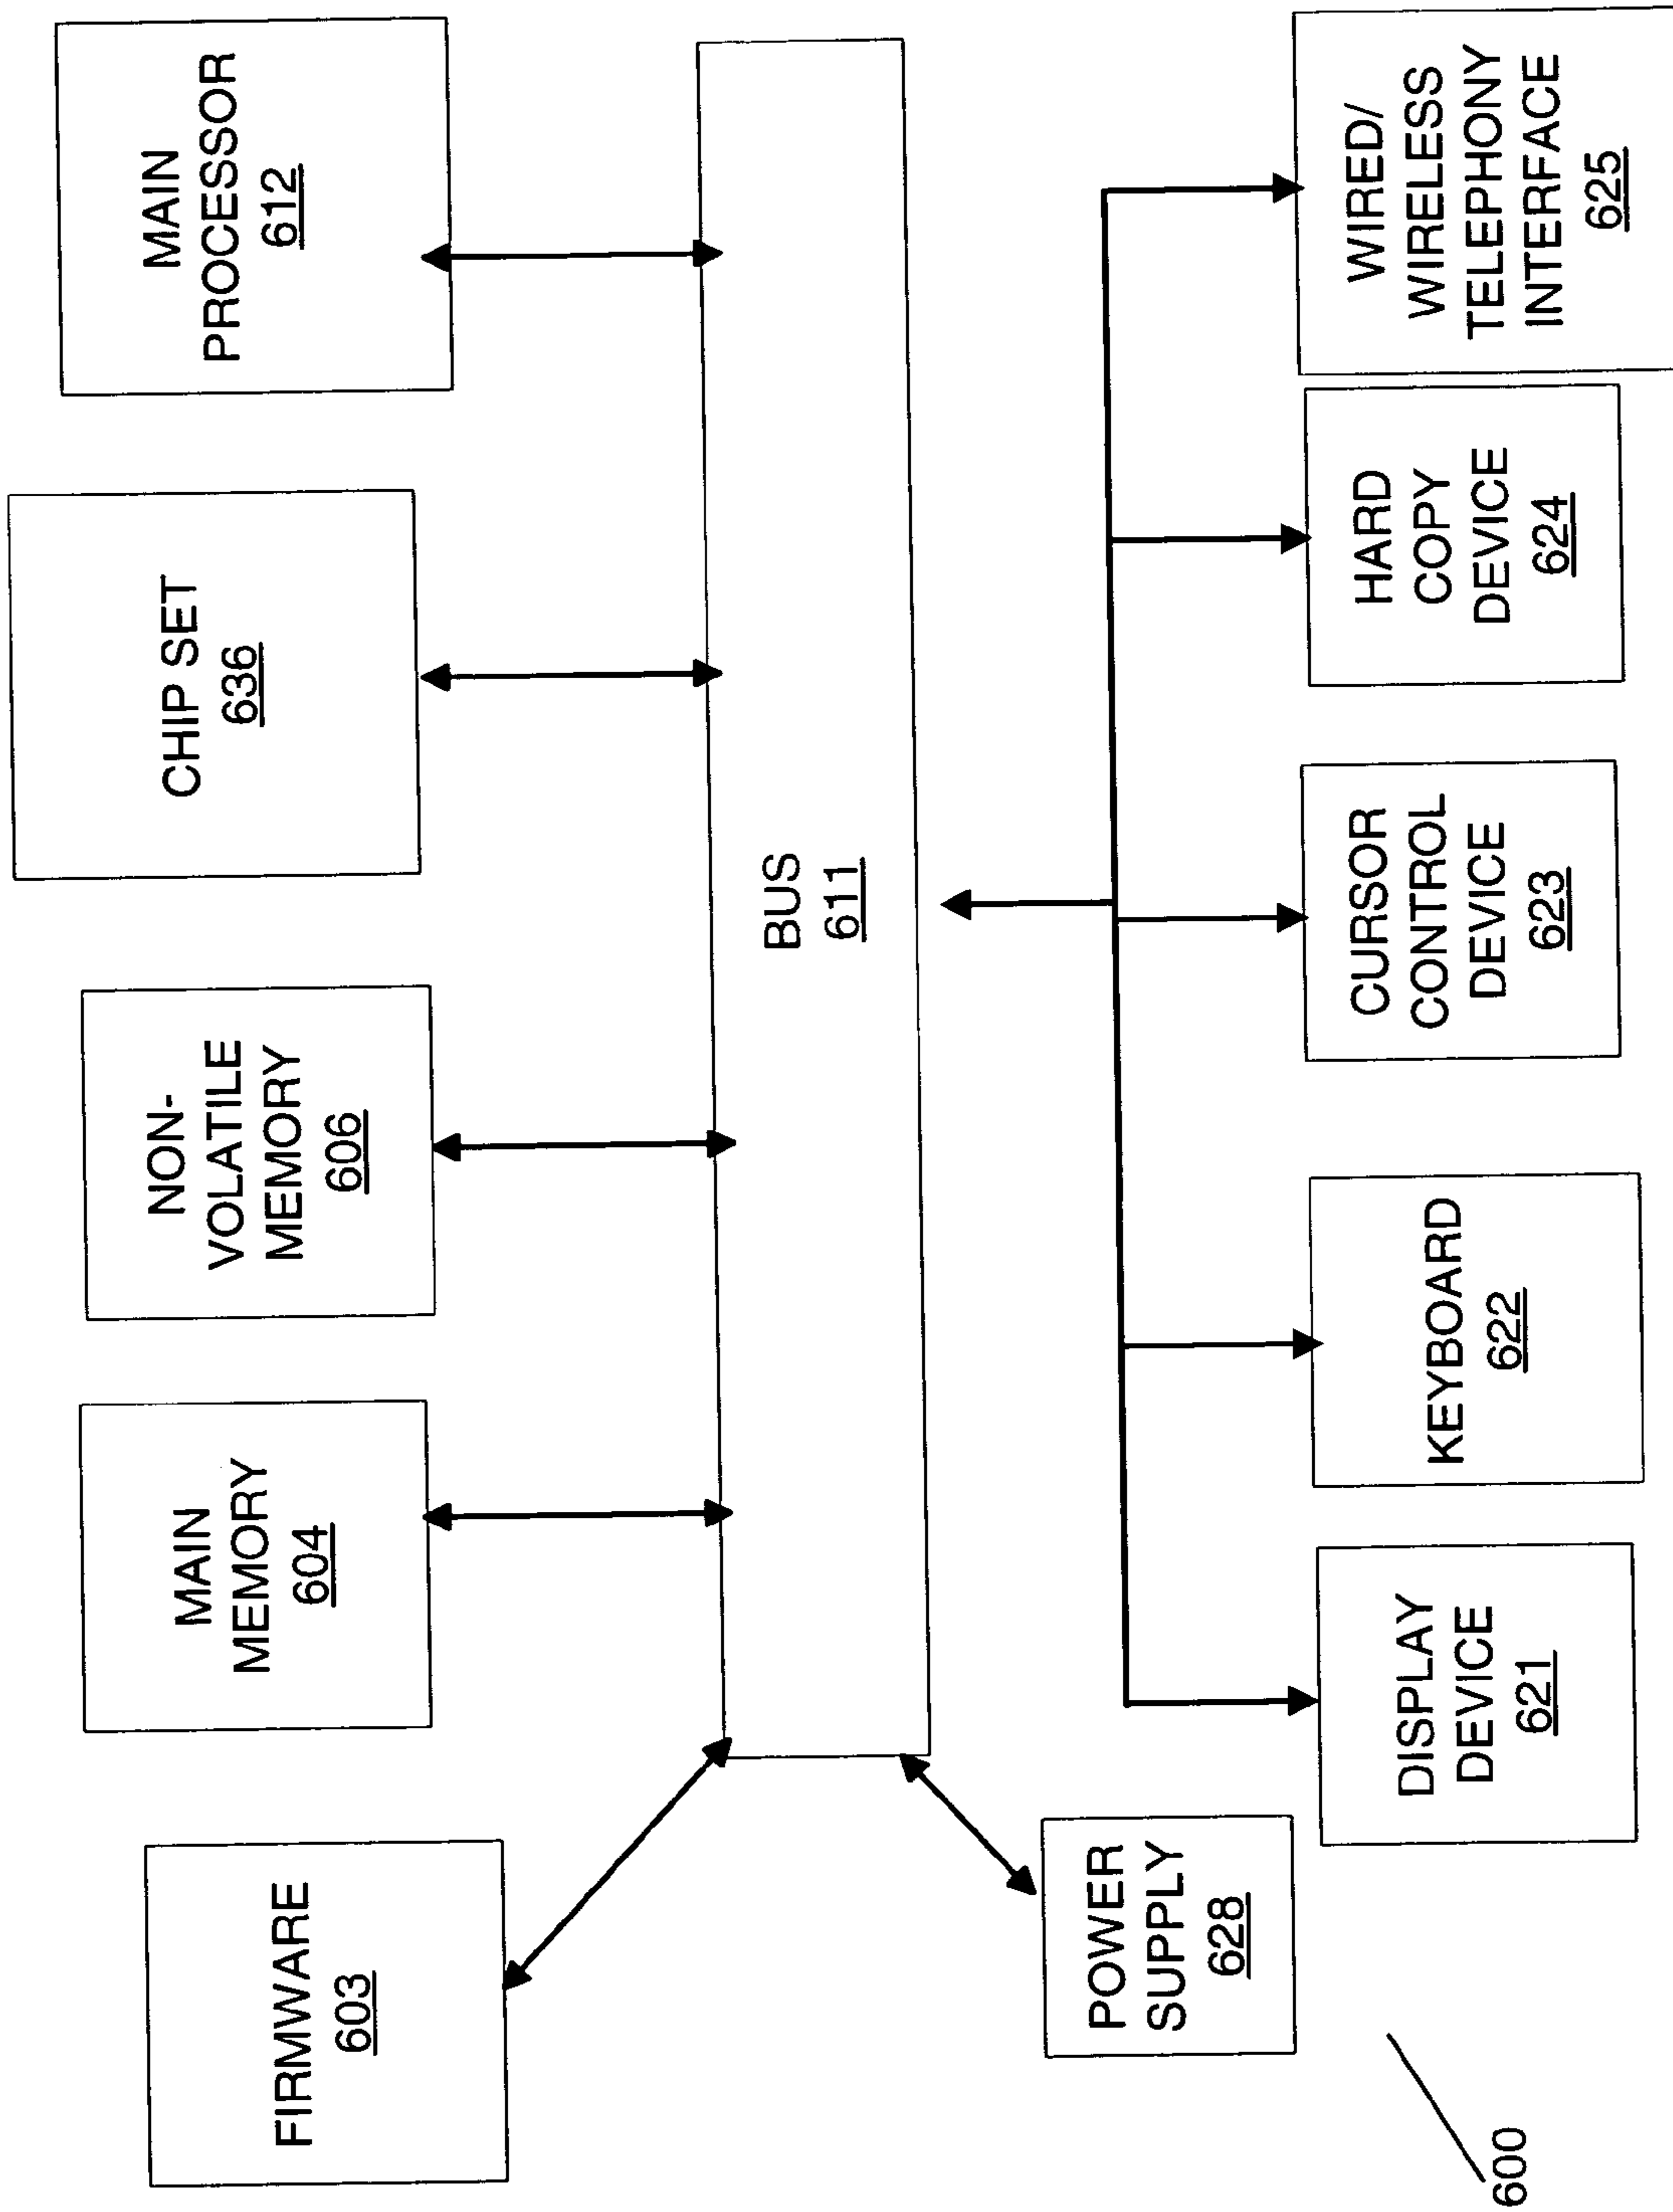 FIRMWARE
603
MAIN
MEMORY
604
NON-
VOLATILE
MEMORY
606
CHIP SET
636
MAIN
PROCESSOR
612
BUS
611
POWER
SUPPLY
628
DISPLAY
DEVICE
621
KEYBOARD
622
CURSOR
CONTROL
DEVICE
623
HARD
COPY
DEVICE
624
WIRED/
WIRELESS
TELEPHONY
INTERFACE
625
600